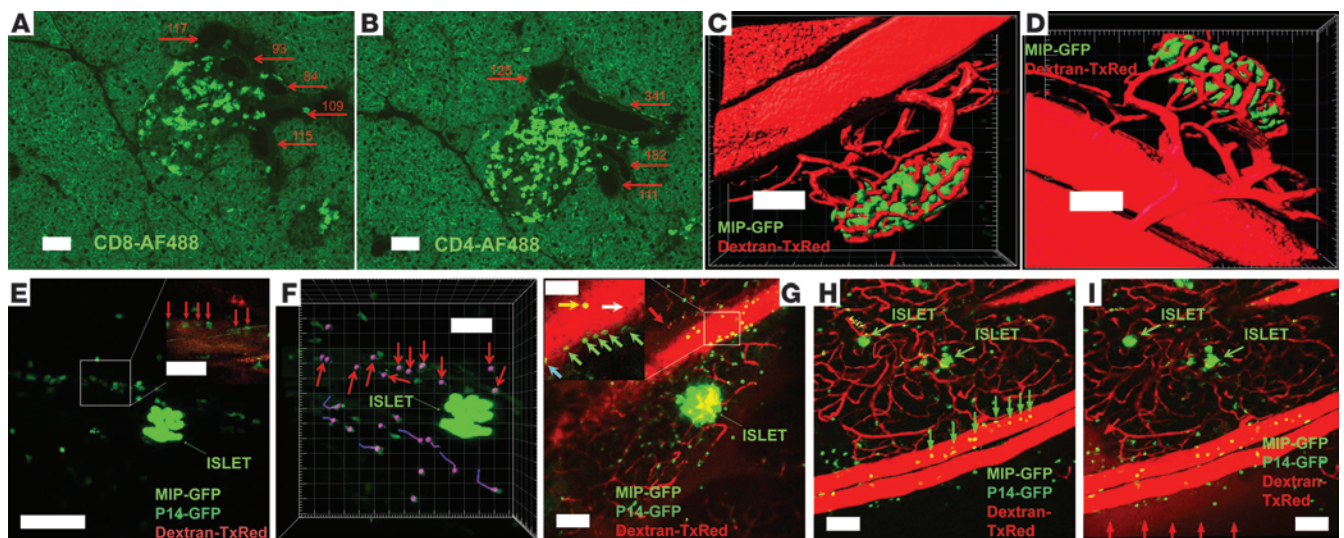 A
117
93
84
109
115
CD8-AF488
B
125
341
182
111
CD4-AF488
C
MIP-GFP
Dextran-TxRed
D
MIP-GFP
Dextran-TxRed
E
ISLET
MIP-GFP
P14-GFP
Dextran-TxRed
F
ISLET
G
ISLET
MIP-GFP
P14-GFP
Dextran-TxRed
H
ISLET
ISLET
MIP-GFP
P14-GFP
Dextran-
TxRed
I
ISLET
ISLET
MIP-GFP
P14-GFP
Dextran-
TxRed